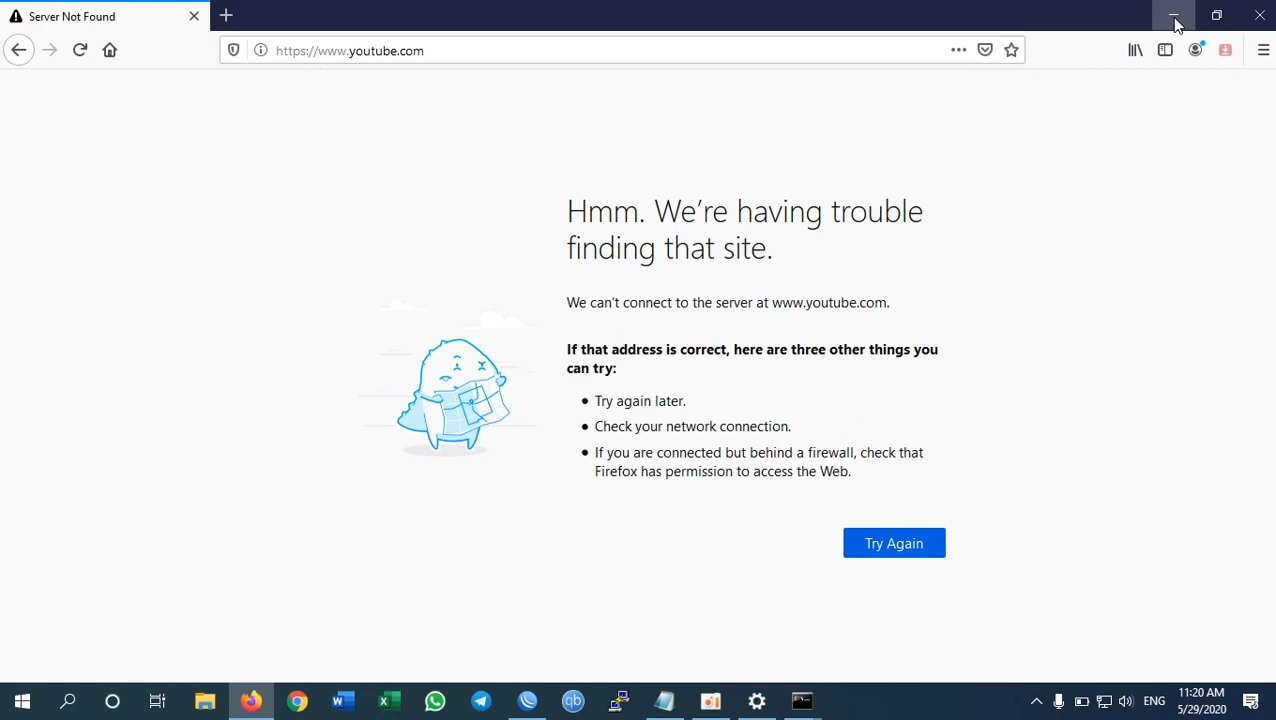 Server Not Found
https://www.youtube.com
Hmm. We're having trouble
finding that site.
We can't connect to the server at www.youtube.com.
If that address is correct, here are three other things you
can try:
Try again later.
Check your network connection.
If you are connected but behind a firewall, check that
Firefox has permission to access the Web.
Try Again
ENG
11:20 AM
5/29/2020